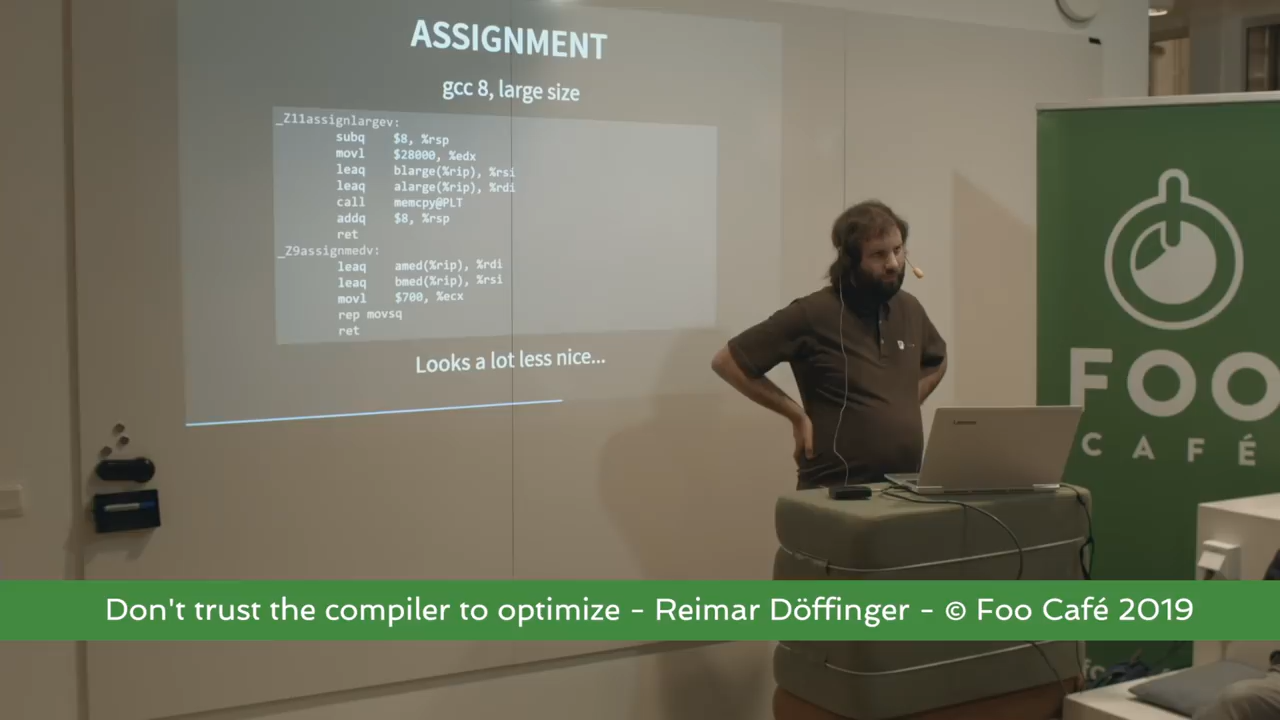 ASSIGNMENT
gcc 8, large size
_Z11assignlargev:
subq $8, %rsp
movl $28000, %edx
leaq blarge(%rip), %rsi
leaq alarge(%rip), %rdi
call memcpy@PLT
addq $8, %rsp
ret
_Z9assignmedv:
leaq amed(%rip), %rdi
leaq bmed(%rip), %rsi
movl $700, %ecx
rep movsq
ret
Looks a lot less nice...
FOO
CAFÉ
Don't trust the compiler to optimize - Reimar Döffinger - © Foo Café 2019